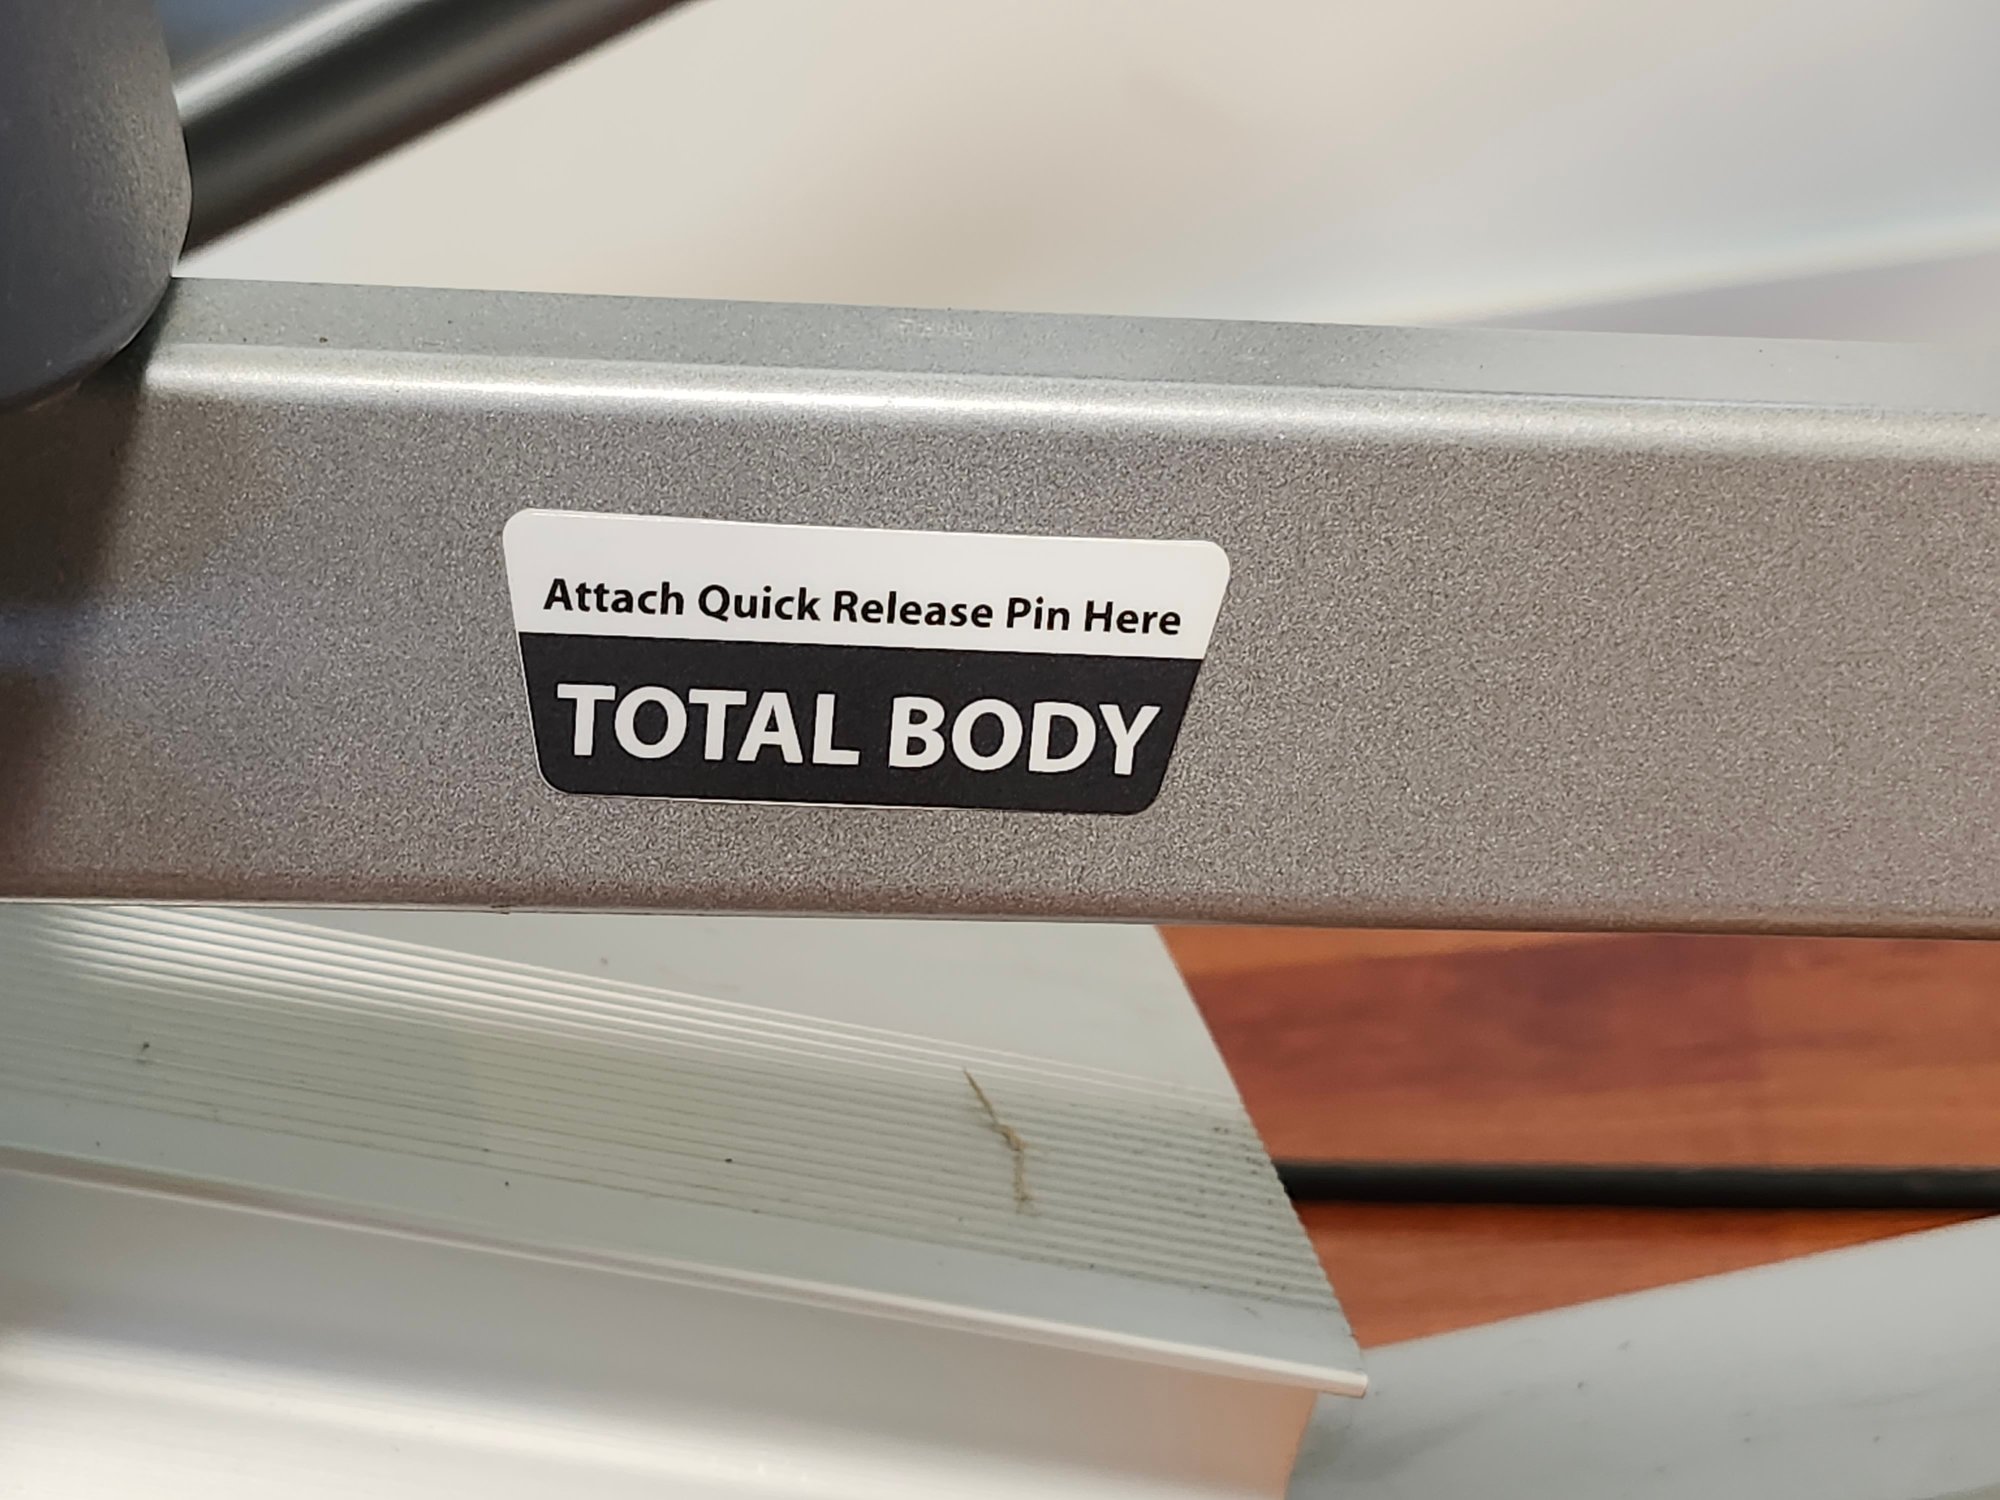 Attach Quick Release Pin Here
TOTAL BODY